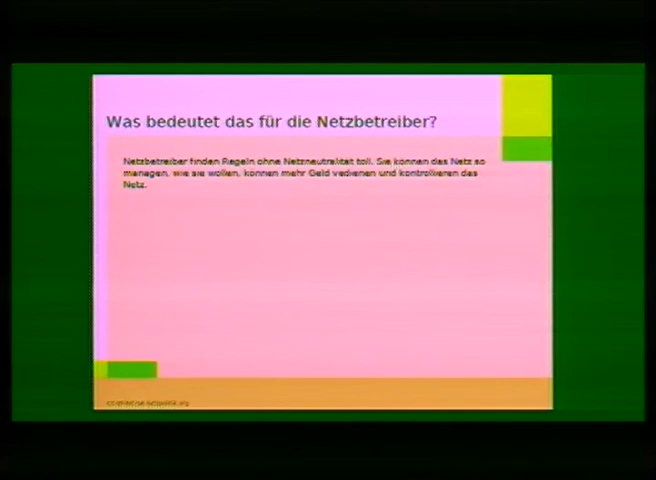 Was bedeutet das für die Netzbetreiber?
Netzbetreiber finden Regeln ohne Netzneutralität toll. Sie können das Netz so
managen, wie sie wollen, können mehr Geld vedienen und kontrollieren das
Netz.